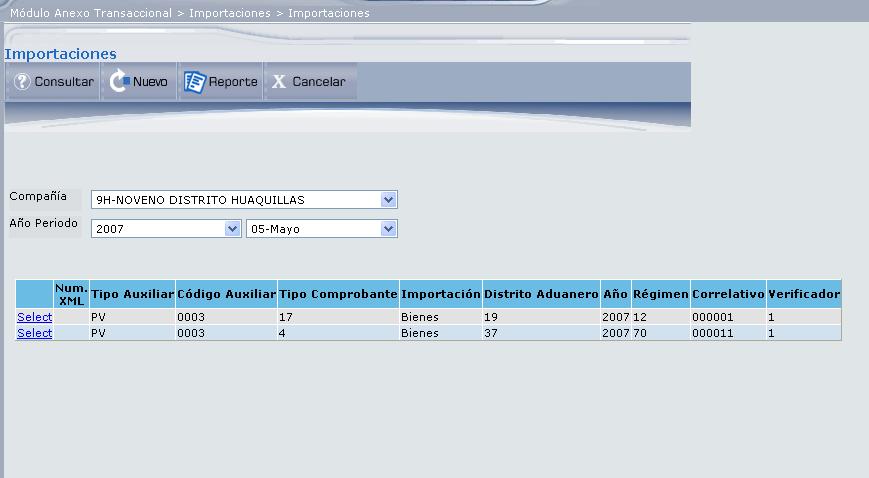 Módulo Anexo Transaccional > Importaciones > Importaciones
Importaciones
? Consultar Nuevo Reporte X Cancelar
Compañía 9H-NOVENO DISTRITO HUAQUILLAS
Año Periodo 2007 05-Mayo
Num. XML Tipo Auxiliar Código Auxiliar Tipo Comprobante Importación Distrito Aduanero Año Régimen Correlativo Verificador
Select PV 0003 17 Bienes 19 2007 12 000001 1
Select PV 0003 4 Bienes 37 2007 70 000011 1